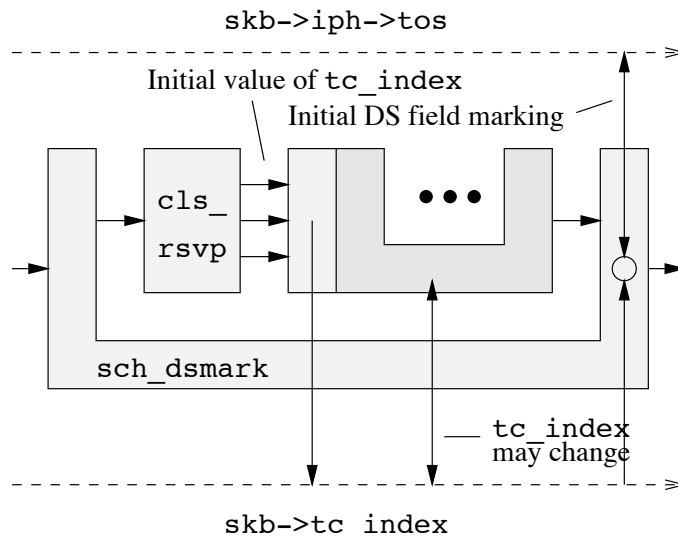 skb->iph->tos
Initial value of tc_index
Initial DS field marking
cls_
rsvp
sch_dsmark
tc_index
may change
skb->tc_index